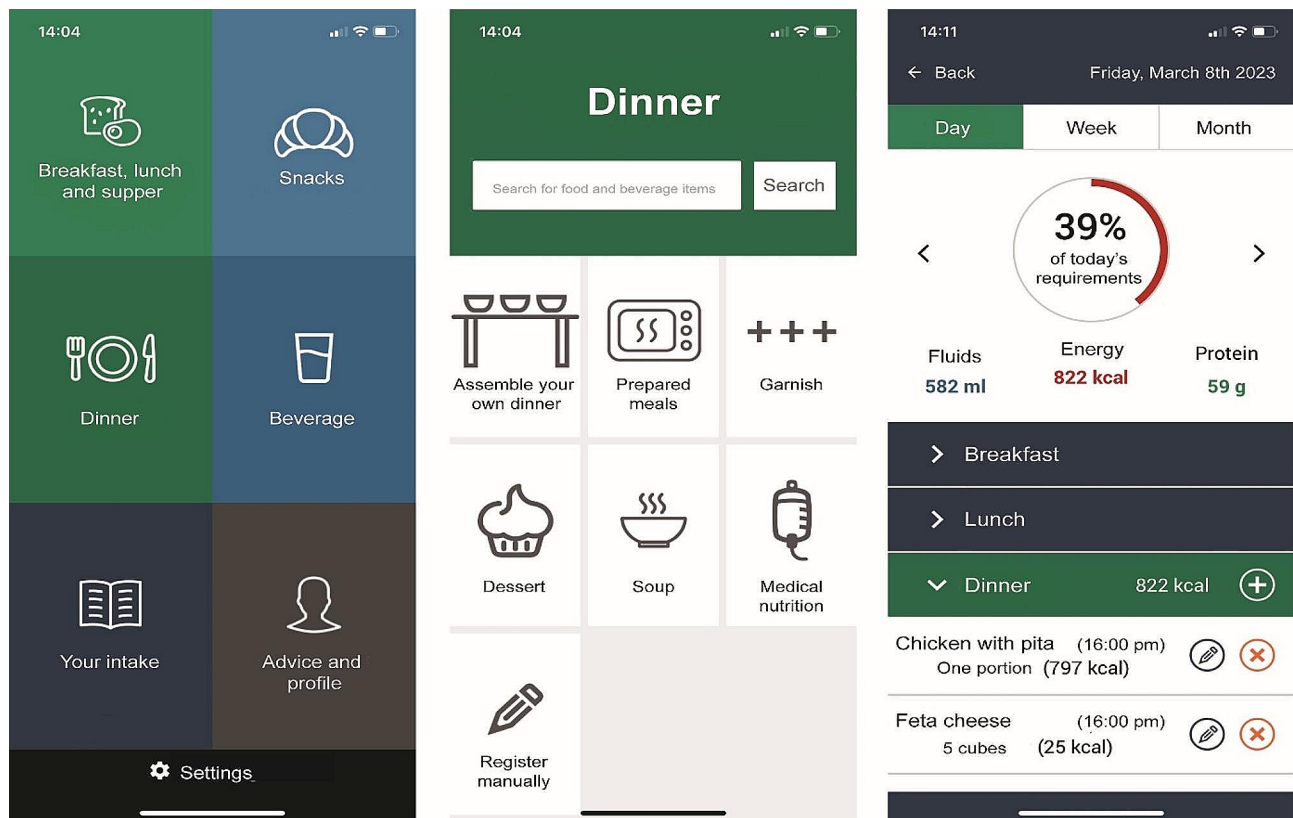 14:04
Breakfast, lunch
and supper
Snacks
Dinner
Beverage
Your intake
Advice and
profile
Settings
14:04
Dinner
Search for food and beverage items
Search
Assemble your
own dinner
Prepared
meals
Garnish
Dessert
Soup
Medical
nutrition
Register
manually
14:11
Back
Friday, March 8th 2023
Day
Week
Month
39%
of today's
requirements
Fluids
582 ml
Energy
822 kcal
Protein
59 g
Breakfast
Lunch
Dinner 822 kcal
Chicken with pita (16:00 pm)
One portion (797 kcal)
Feta cheese (16:00 pm)
5 cubes (25 kcal)